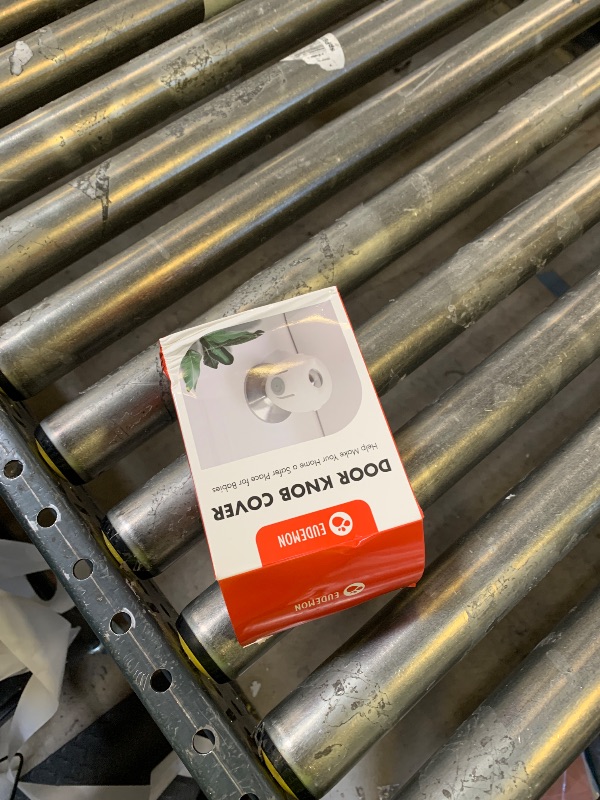 EUDEMON
EUDEMON
DOOR KNOB COVER
Help Make Your Home a Safer Place for Babies